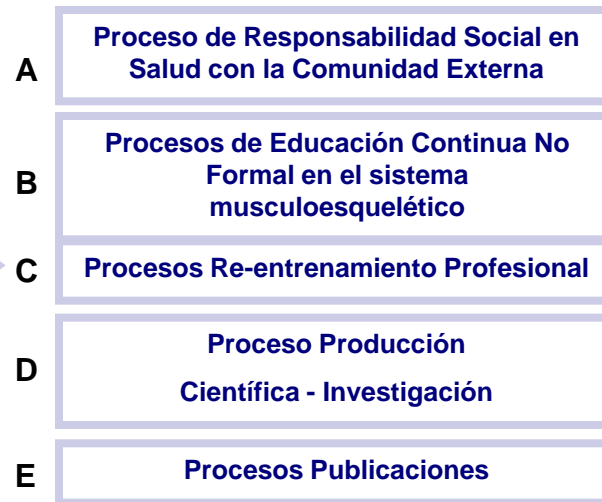 A
Proceso de Responsabilidad Social en
Salud con la Comunidad Externa
B
Procesos de Educación Continua No
Formal en el sistema
musculoesquelético
C
Procesos Re-entrenamiento Profesional
D
Proceso Producción
Científica - Investigación
E
Procesos Publicaciones